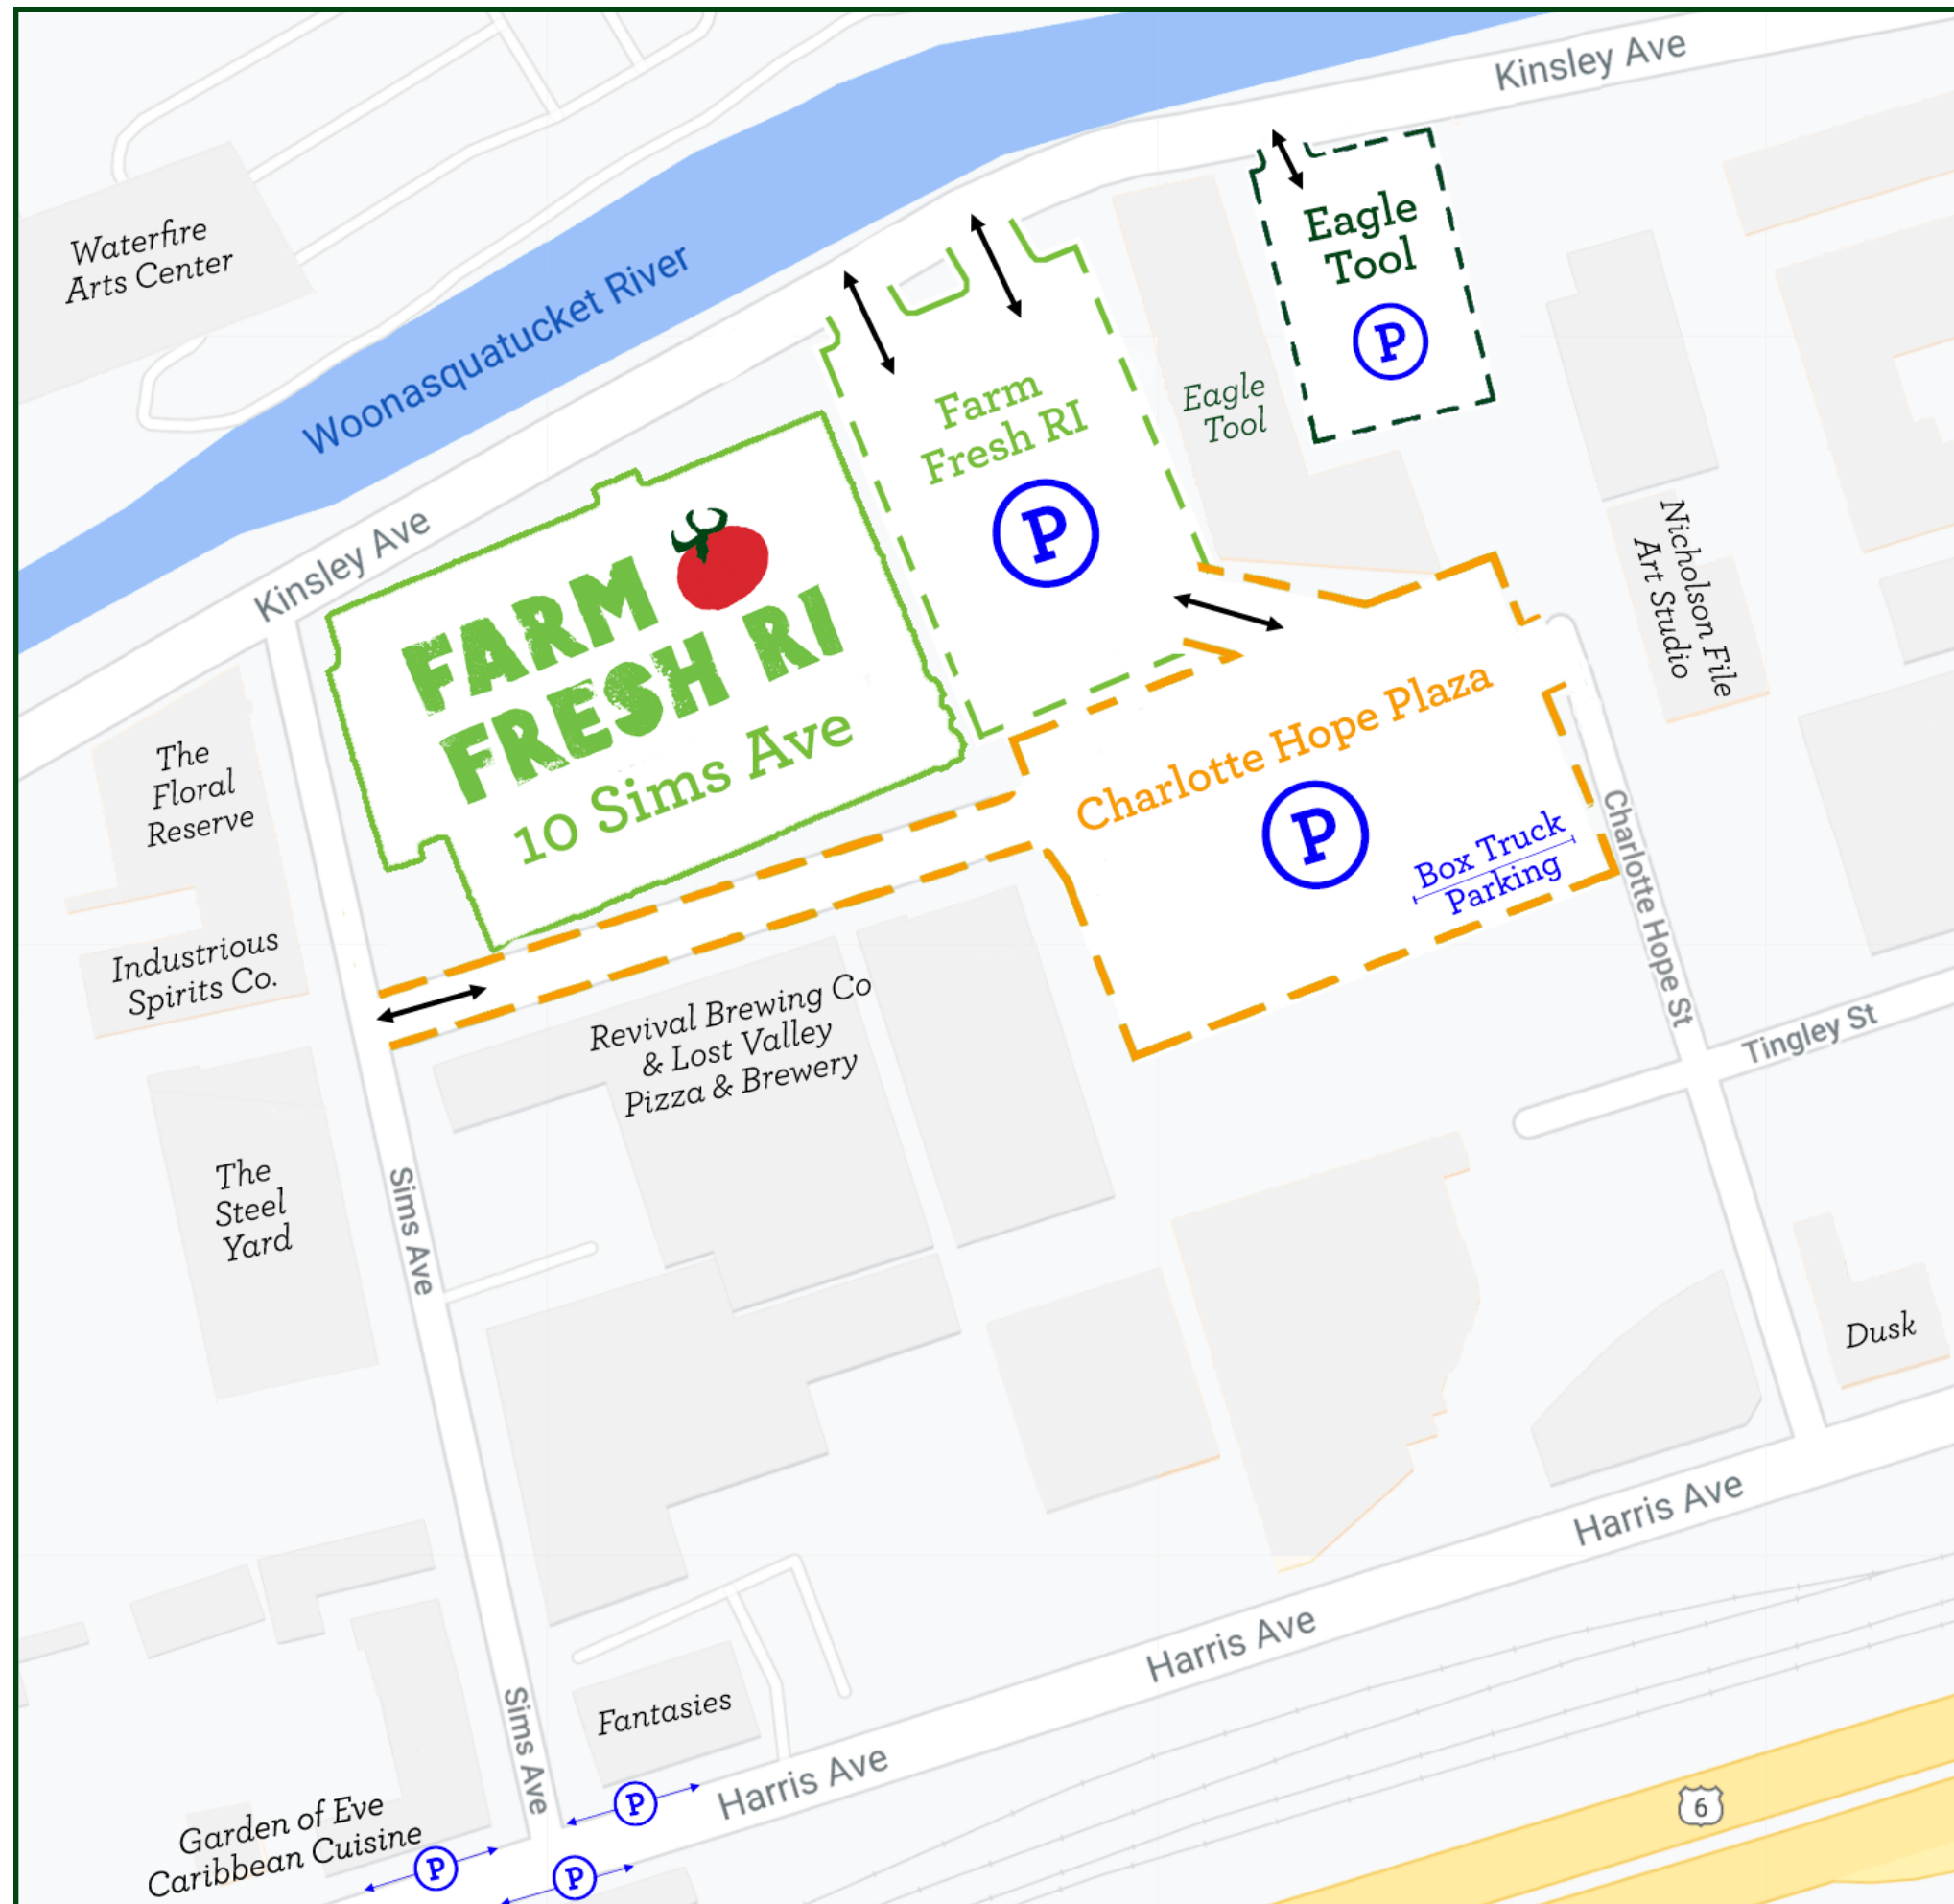 Kinsley Ave
Waterfire
Arts Center
Woonasquatucket River
Eagle
Tool
P
Farm
Fresh RI
P
Eagle
Tool
Kinsley Ave
FARM
FRESH RI
10 Sims Ave
Nicholson File
Art Studio
The
Floral
Reserve
Charlotte Hope Plaza
P
Box Truck
Parking
Charlotte Hope St
Industrious
Spirits Co.
Revival Brewing Co
& Lost Valley
Pizza & Brewery
Tingley St
The
Steel
Yard
Sims Ave
Dusk
Harris Ave
Harris Ave
Sims Ave
Fantasies
Harris Ave
P
6
Garden of Eve
Caribbean Cuisine
P
P